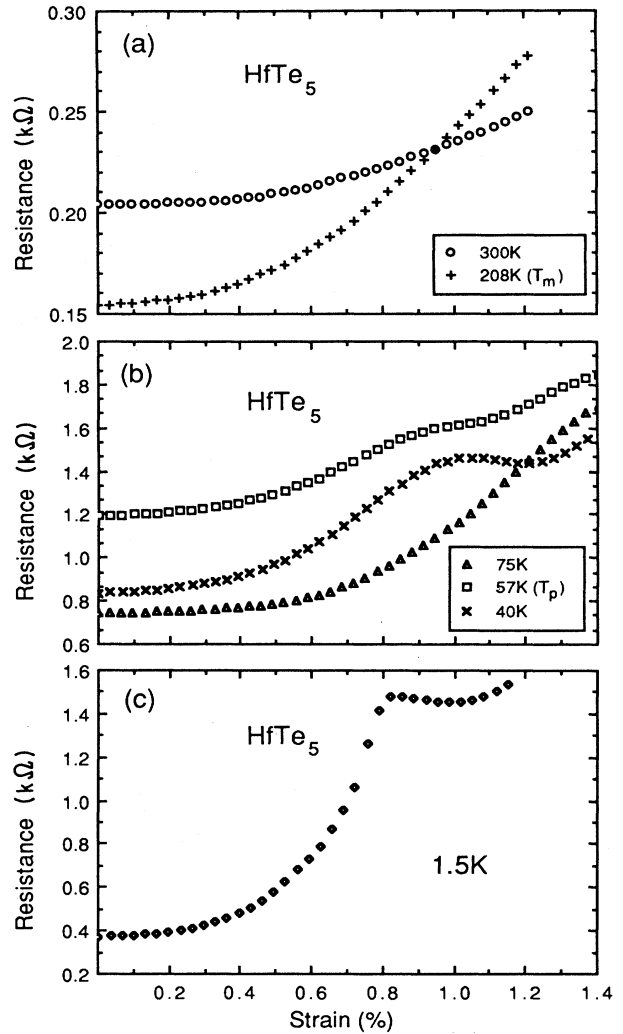 0.30
(a)
HfTe5
0.25
Resistance (kΩ)
0.20
300K
208K (Tm)
0.15
2.0
(b)
1.8
HfTe5
1.6
Resistance (kΩ)
1.4
1.2
1.0
75K
57K (Tp)
0.8
40K
0.6
1.6
(c)
1.4
HfTe5
1.2
Resistance (kΩ)
1.0
0.8
1.5K
0.6
0.4
0.2
0.2 0.4 0.6 0.8 1.0 1.2 1.4
Strain (%)